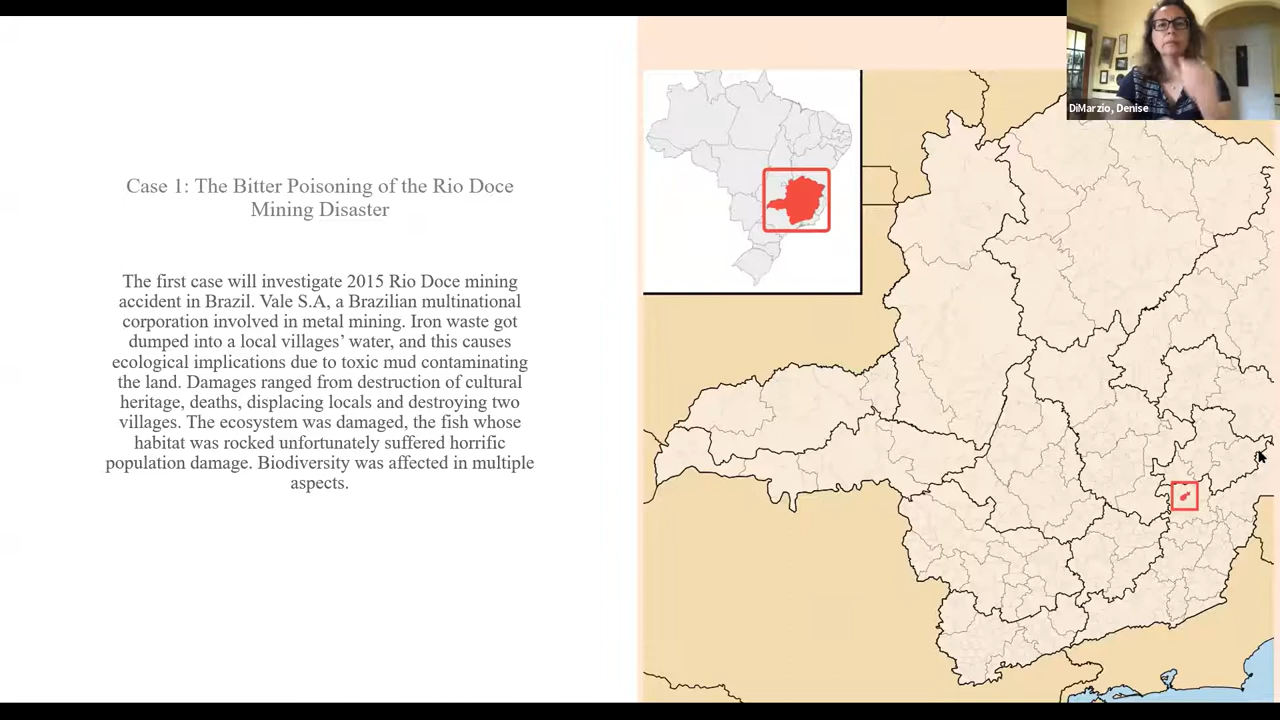 DiMarzio, Denise
Case 1: The Bitter Poisoning of the Rio Doce
Mining Disaster
The first case will investigate 2015 Rio Doce mining
accident in Brazil. Vale S.A, a Brazilian multinational
corporation involved in metal mining. Iron waste got
dumped into a local villages’ water, and this causes
ecological implications due to toxic mud contaminating
the land. Damages ranged from destruction of cultural
heritage, deaths, displacing locals and destroying two
villages. The ecosystem was damaged, the fish whose
habitat was rocked unfortunately suffered horrific
population damage. Biodiversity was affected in multiple
aspects.